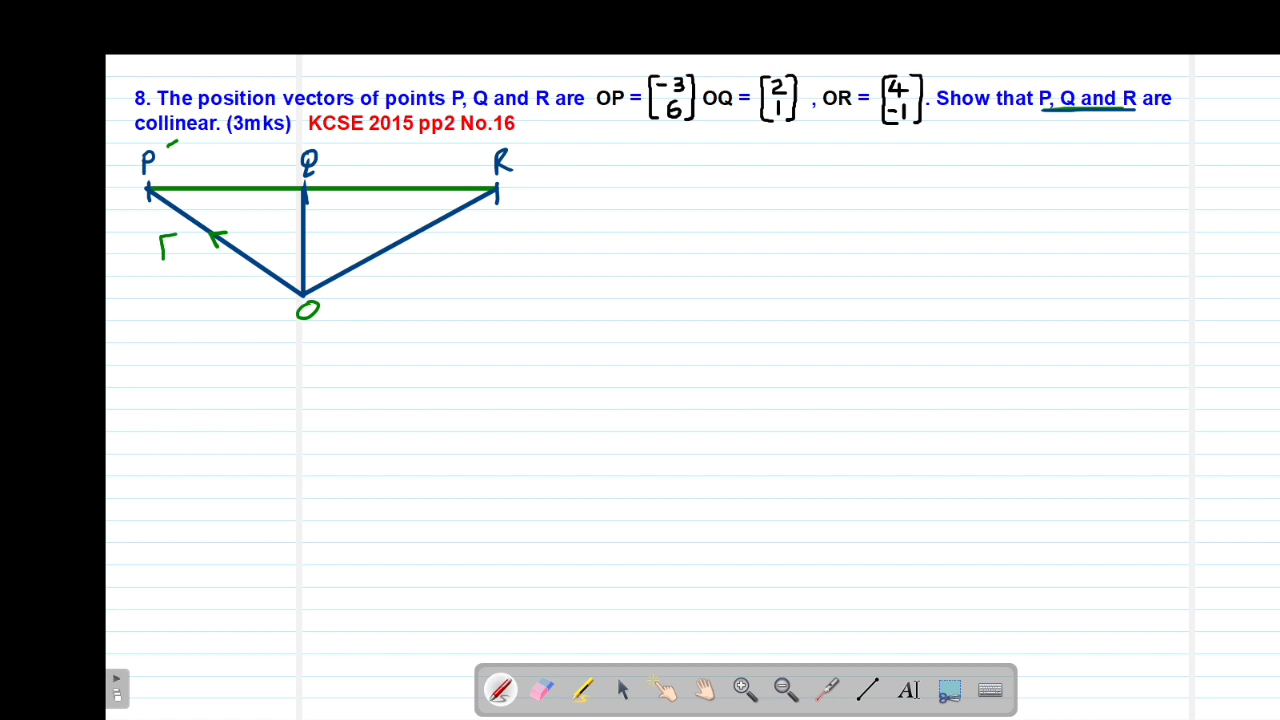 8. The position vectors of points P, Q and R are OP = [-3 6] OQ = [2 1] , OR = [4 -1]. Show that P, Q and R are
collinear. (3mks) KCSE 2015 pp2 No.16
P Q R
O
AI